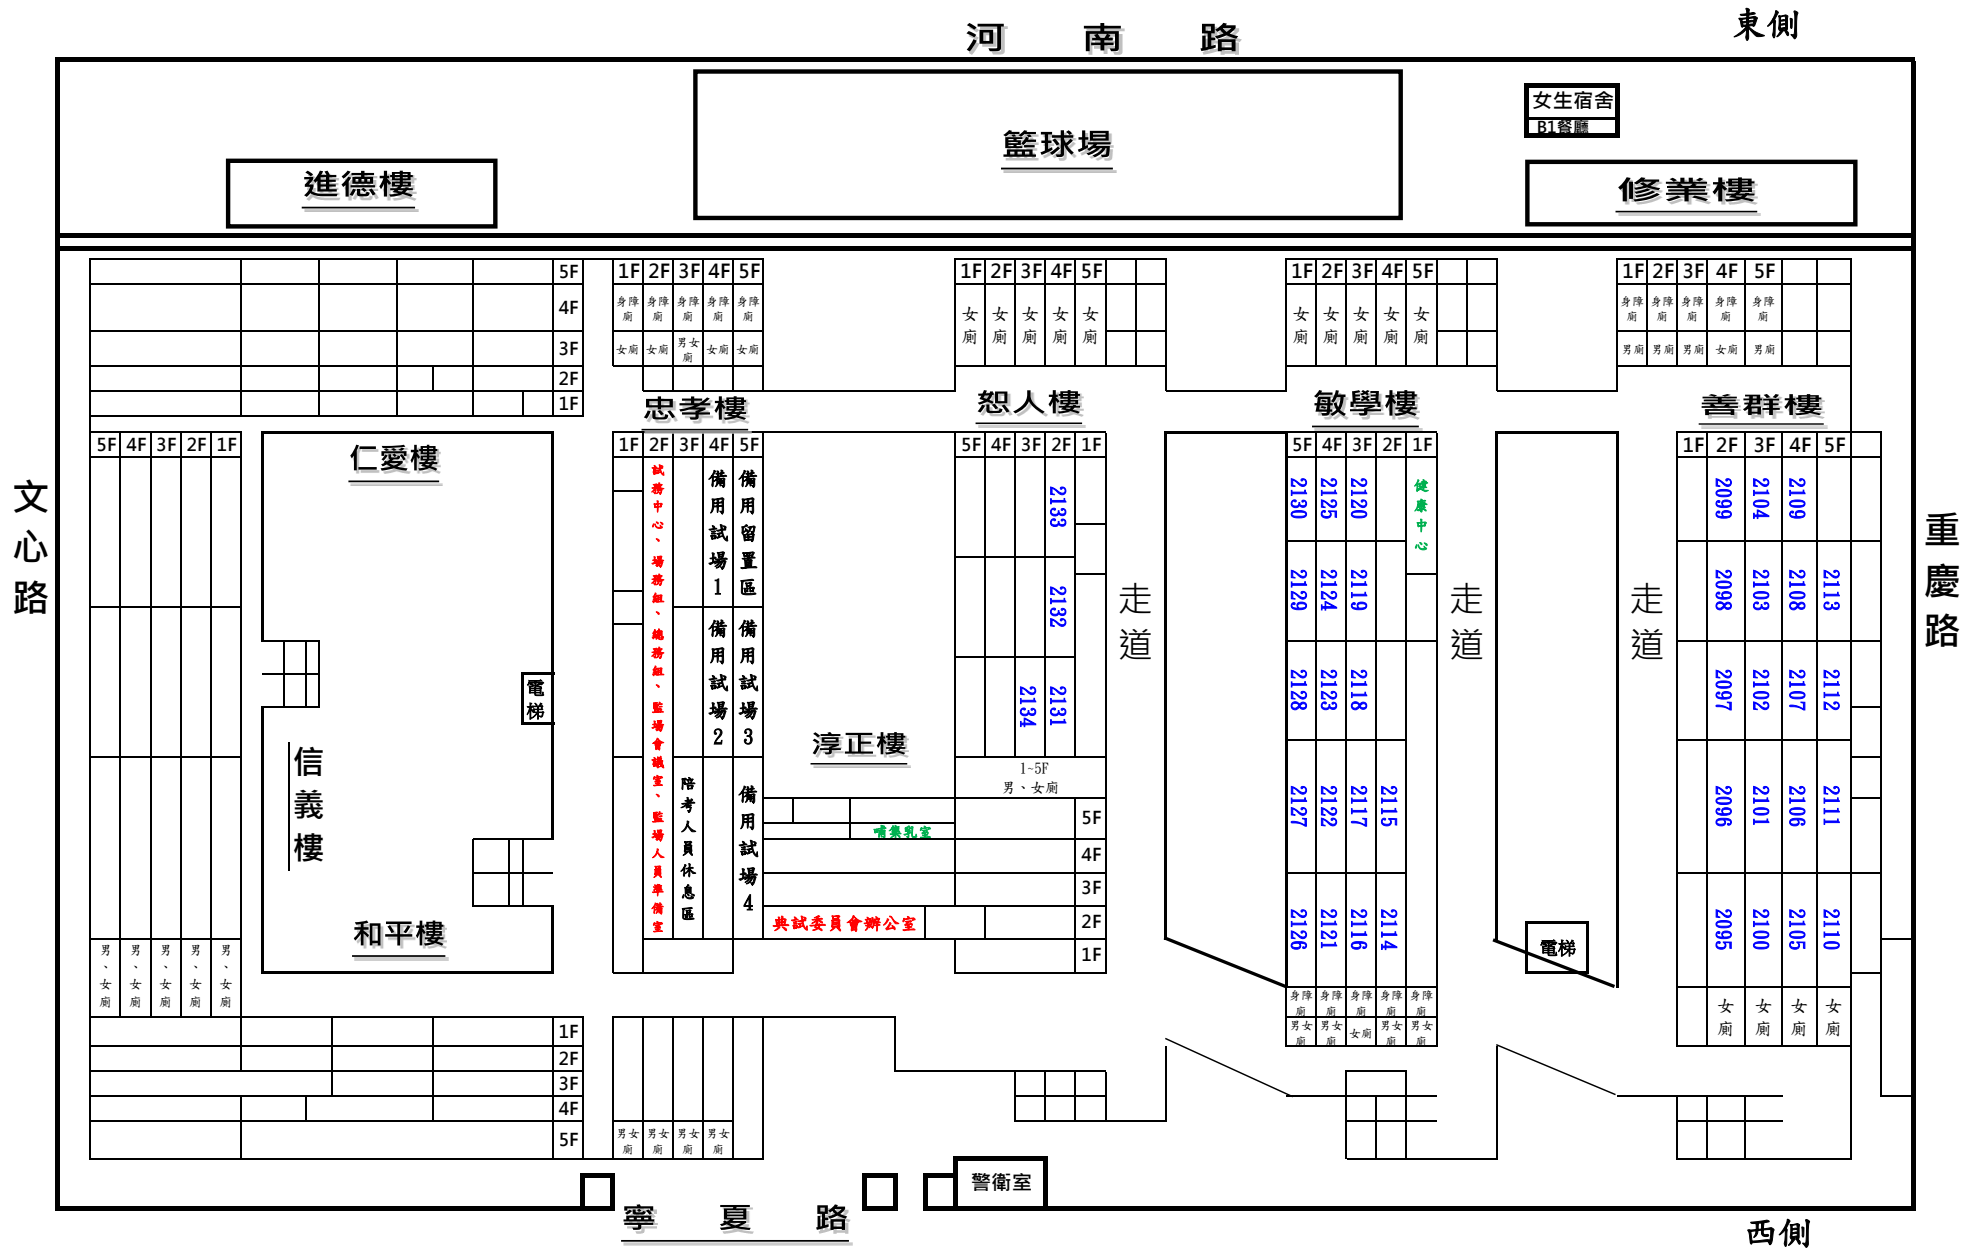 河 南 路
東側
籃球場
女生宿舍
B1餐廳
進德樓
修業樓
5F
4F
3F
2F
1F
1F 2F 3F 4F 5F
身障廁 身障廁 身障廁 身障廁 身障廁
女廁 女廁 男女廁 女廁 女廁
1F 2F 3F 4F 5F
女廁 女廁 女廁 女廁 女廁
1F 2F 3F 4F 5F
女廁 女廁 女廁 女廁 女廁
1F 2F 3F 4F 5F
身障廁 身障廁 身障廁 身障廁 身障廁
男廁 男廁 男廁 女廁 男廁
忠孝樓
恕人樓
敏學樓
善群樓
文心路
5F 4F 3F 2F 1F
男、女廁 男、女廁 男、女廁 男、女廁 男、女廁
仁愛樓
電梯
信義樓
和平樓
1F 2F 3F 4F 5F
試務中心、場務組、總務組、監場會議室、監場人員準備室
陪考人員休息區
備用試場1
備用試場2
備用留置區
備用試場3
備用試場4
淳正樓
5F 4F 3F 2F 1F
2133
2132
2134 2131
1~5F
男、女廁
哺集乳室
典試委員會辦公室
5F
4F
3F
2F
1F
走道
5F 4F 3F 2F 1F
2130 2125 2120
健康中心
2129 2124 2119
2128 2123 2118
2127 2122 2117 2115
2126 2121 2116 2114
身障廁 身障廁 身障廁 身障廁 身障廁
男女廁 男女廁 女廁 男女廁 男女廁
走道
電梯
走道
1F 2F 3F 4F 5F
2099 2104 2109
2098 2103 2108 2113
2097 2102 2107 2112
2096 2101 2106 2111
2095 2100 2105 2110
女廁 女廁 女廁 女廁
重慶路
1F
2F
3F
4F
5F
男女廁 男女廁 男女廁 男女廁
警衛室
寧 夏 路
西側